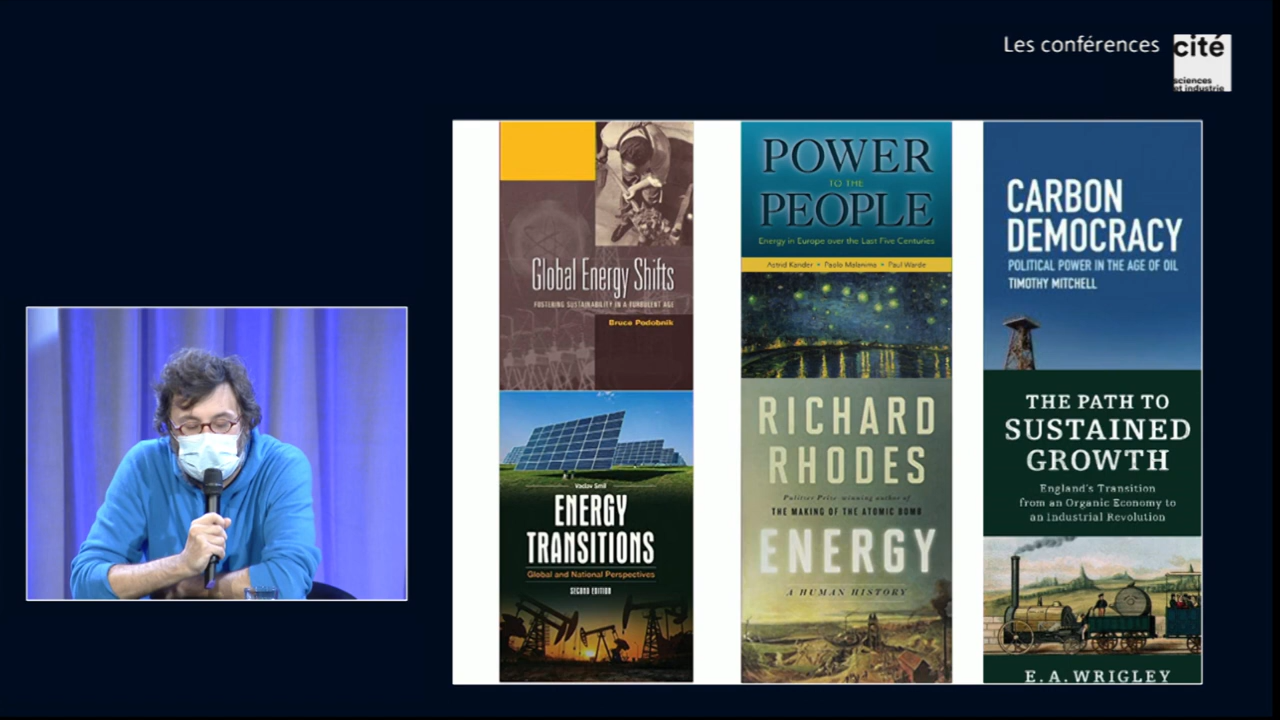 Les conférences
cité
sciences
et industrie
Global Energy Shifts
FOSTERING SUSTAINABILITY IN A TURBULENT AGE
Bruce Podobnik
Vaclav Smil
ENERGY
TRANSITIONS
Global and National Perspectives
SECOND EDITION
POWER
TO THE
PEOPLE
Energy in Europe over the Last Five Centuries
Astrid Kander • Paolo Malanima • Paul Warde
RICHARD
RHODES
Pulitzer Prize-winning author of
THE MAKING OF THE ATOMIC BOMB
ENERGY
A HUMAN HISTORY
CARBON
DEMOCRACY
POLITICAL POWER IN THE AGE OF OIL
TIMOTHY MITCHELL
THE PATH TO
SUSTAINED
GROWTH
England's Transition
from an Organic Economy to
an Industrial Revolution
E. A. WRIGLEY